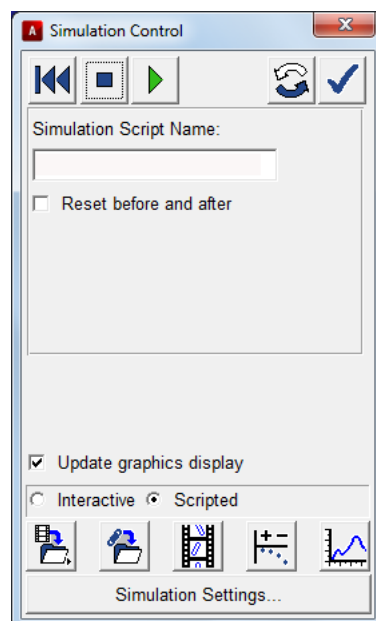 Simulation Control
Simulation Script Name:
Reset before and after
Update graphics display
Interactive Scripted
Simulation Settings...